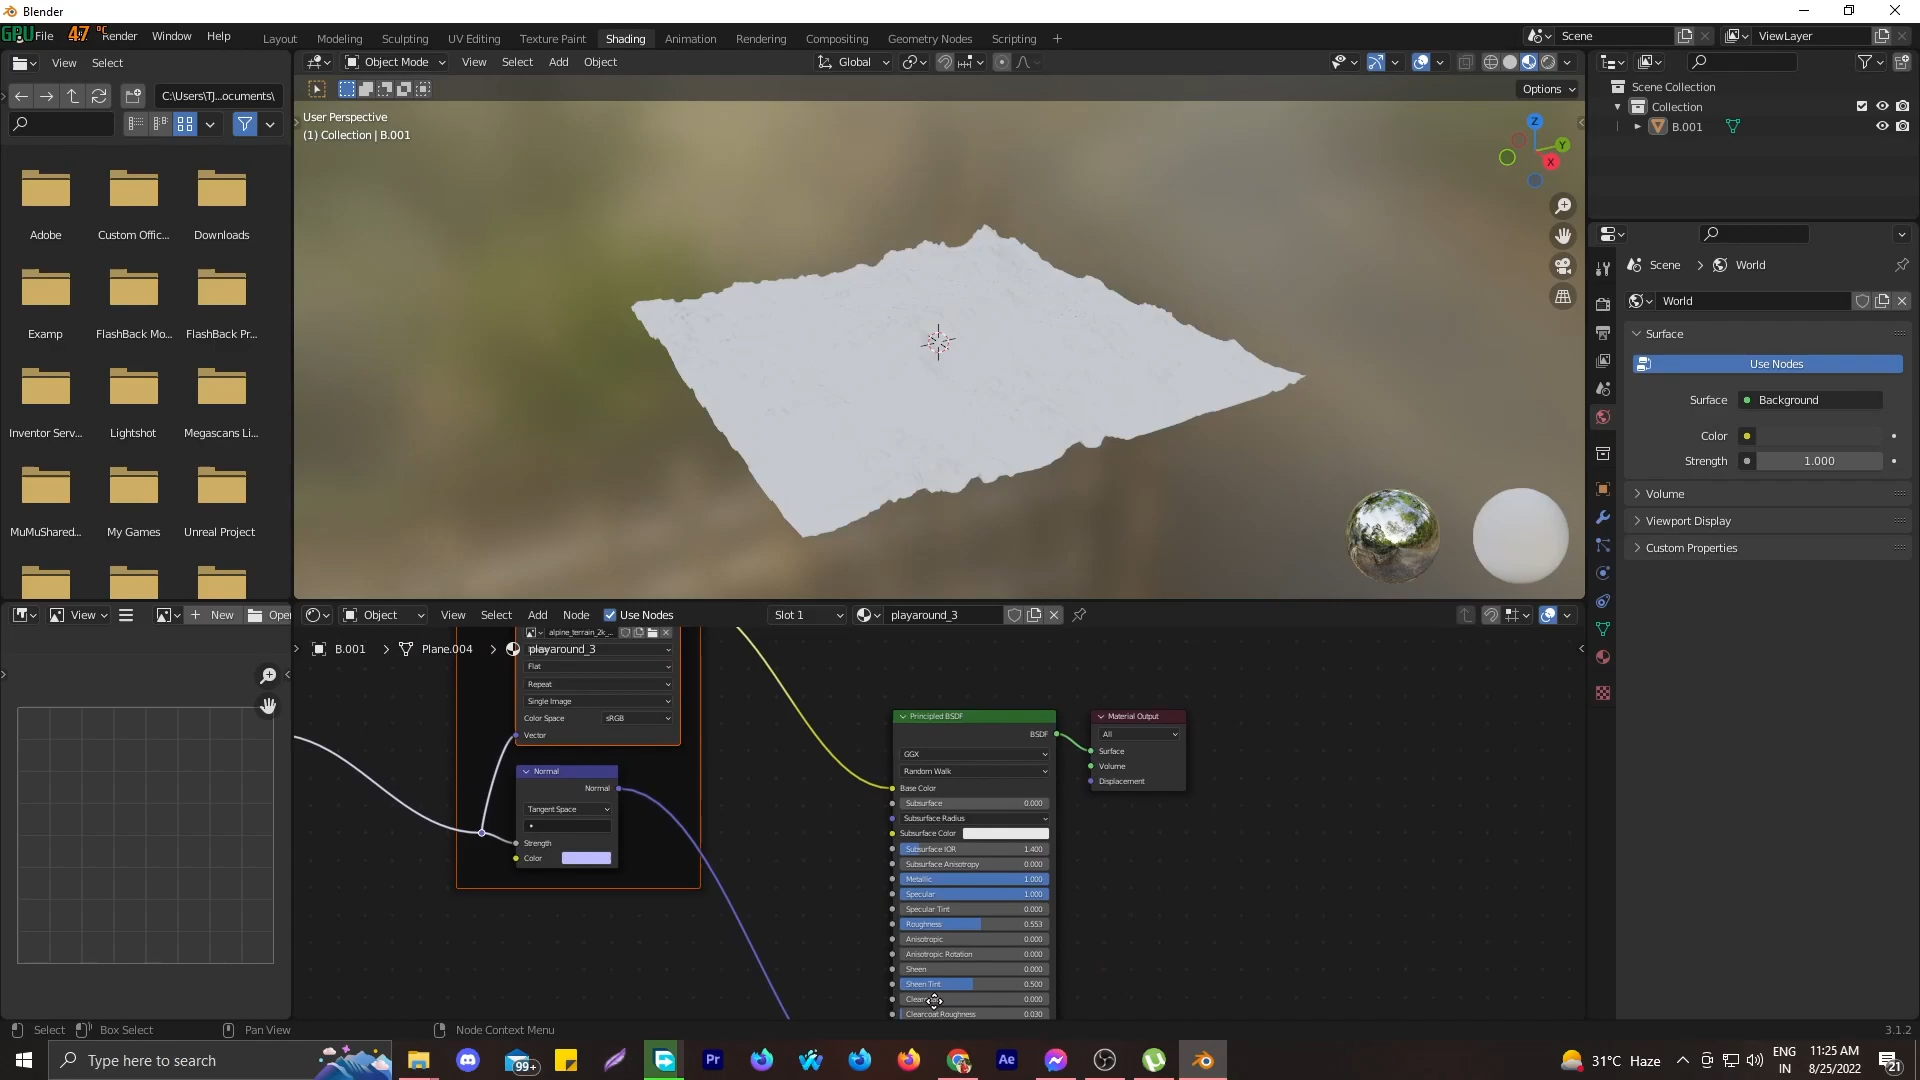 Blender
GPU 47 °C File Render Window Help
Layout Modeling Sculpting UV Editing Texture Paint Shading Animation Rendering Compositing Geometry Nodes Scripting +
Scene ViewLayer
View Select
Object Mode View Select Add Object Global
C:\Users\TJ...ocuments\
Options
User Perspective
(1) Collection | B.001
Z
Y
X
Adobe Custom Offic... Downloads
Examp FlashBack Mo... FlashBack Pr...
Inventor Serv... Lightshot Megascans Li...
MuMuShared... My Games Unreal Project
Scene Collection
Collection
B.001
Scene > World
World
Surface
Use Nodes
Surface Background
Color
Strength 1.000
Volume
Viewport Display
Custom Properties
View + New Ope
Object View Select Add Node Use Nodes Slot 1 playaround_3
B.001 > Plane.004 > playaround_3
alpine_terrain_2k_...
Flat
Repeat
Single Image
Color Space sRGB
Vector
Normal
Normal
Tangent Space
Strength
Color
Principled BSDF
BSDF
GGX
Random Walk
Base Color
Subsurface 0.000
Subsurface Radius
Subsurface Color
Subsurface IOR 1.400
Subsurface Anisotropy 0.000
Metallic 1.000
Specular 1.000
Specular Tint 0.000
Roughness 0.553
Anisotropic 0.000
Anisotropic Rotation 0.000
Sheen 0.000
Sheen Tint 0.500
Clearc 0.000
Clearcoat Roughness 0.030
Material Output
All
Surface
Volume
Displacement
Select Box Select Pan View Node Context Menu 3.1.2
Type here to search
99+
Pr
Ae
31°C Haze
ENG
IN
11:25 AM
8/25/2022
21